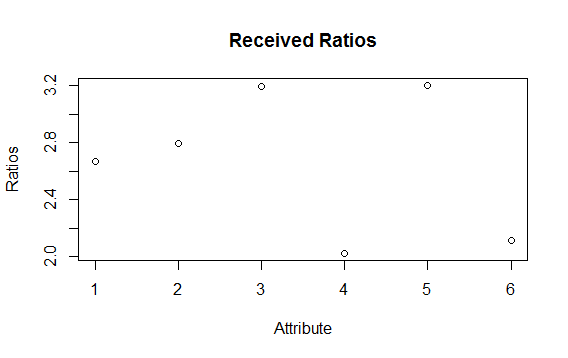 Received Ratios
3.2
2.8
2.4
2.0
Ratios
1 2 3 4 5 6
Attribute